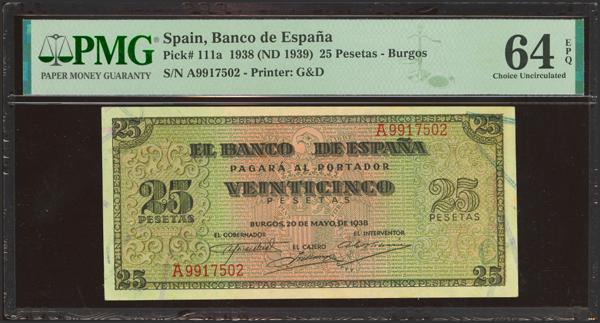 PMG
PAPER MONEY GUARANTY
Spain, Banco de España
Pick# 111a 1938 (ND 1939) 25 Pesetas - Burgos
S/N A9917502 - Printer: G&D
64 EPQ
Choice Uncirculated
25 25
A9917502
EL BANCO DE ESPAÑA
PAGARÁ AL PORTADOR
VEINTICINCO
PESETAS
25 PESETAS
25 PESETAS
BURGOS, 20 DE MAYO, DE 1938
EL GOBERNADOR EL CAJERO EL INTERVENTOR
A9917502
25 25